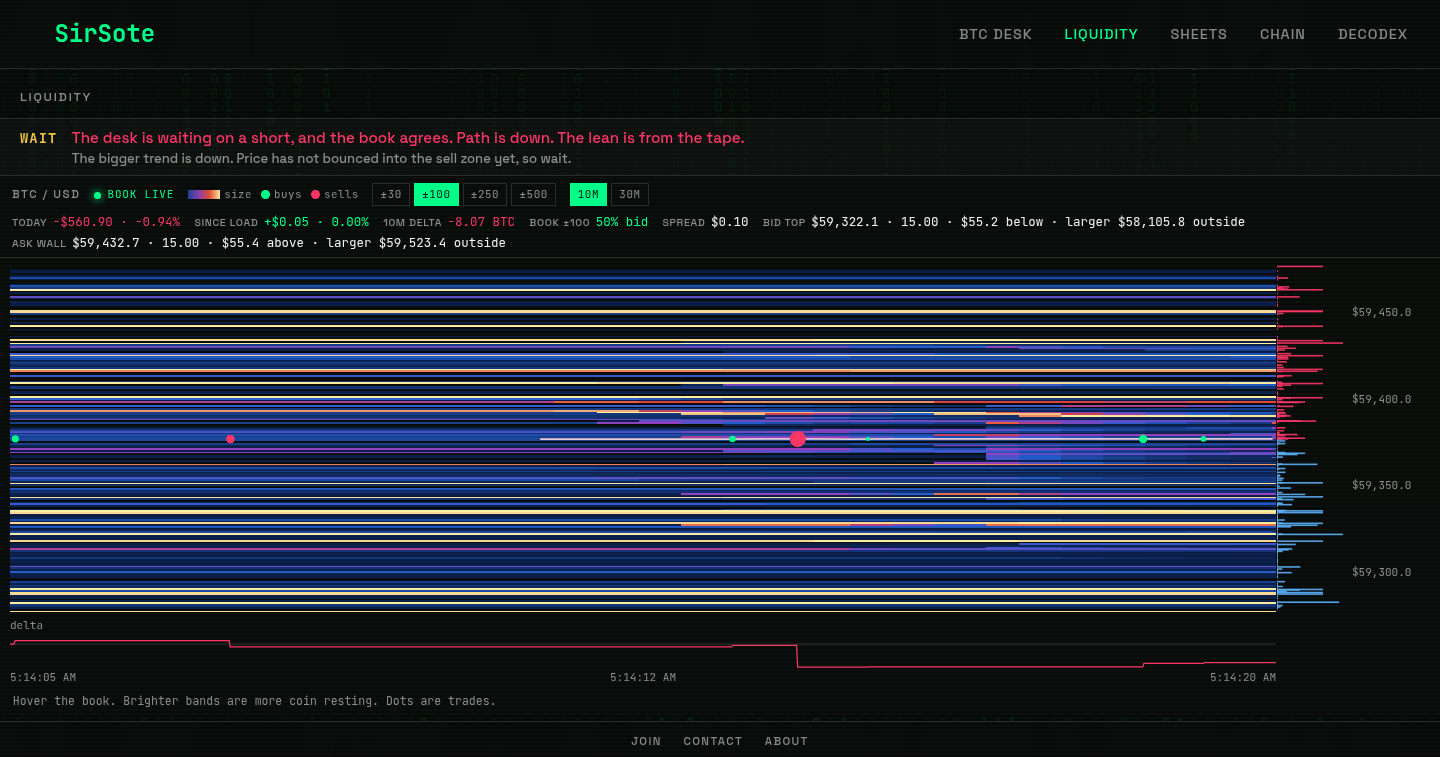 SirSote
BTC DESK LIQUIDITY SHEETS CHAIN DECODEX
LIQUIDITY
WAIT The desk is waiting on a short, and the book agrees. Path is down. The lean is from the tape.
The bigger trend is down. Price has not bounced into the sell zone yet, so wait.
BTC / USD BOOK LIVE size buys sells ±30 ±100 ±250 ±500 10M 30M
TODAY -$560.90 · -0.94% SINCE LOAD +$0.05 · 0.00% 10M DELTA -8.07 BTC BOOK ±100 50% bid SPREAD $0.10 BID TOP $59,322.1 · 15.00 · $55.2 below · larger $58,105.8 outside
ASK WALL $59,432.7 · 15.00 · $55.4 above · larger $59,523.4 outside
$59,450.0
$59,400.0
$59,350.0
$59,300.0
delta
5:14:05 AM 5:14:12 AM 5:14:20 AM
Hover the book. Brighter bands are more coin resting. Dots are trades.
JOIN CONTACT ABOUT